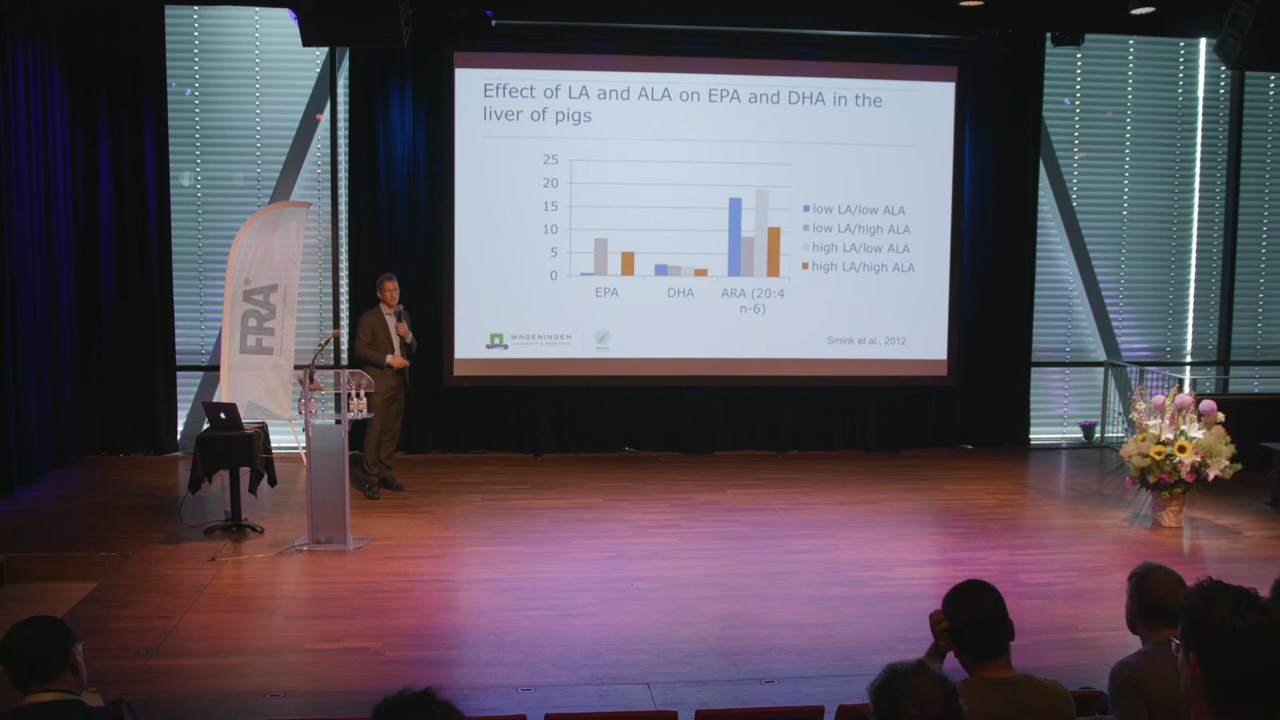 Effect of LA and ALA on EPA and DHA in the
liver of pigs
25
20
15
10
5
0
EPA
DHA
ARA (20:4
n-6)
low LA/low ALA
low LA/high ALA
high LA/low ALA
high LA/high ALA
WAGENINGEN
UNIVERSITY & RESEARCH
Smink et al., 2012
FRA®